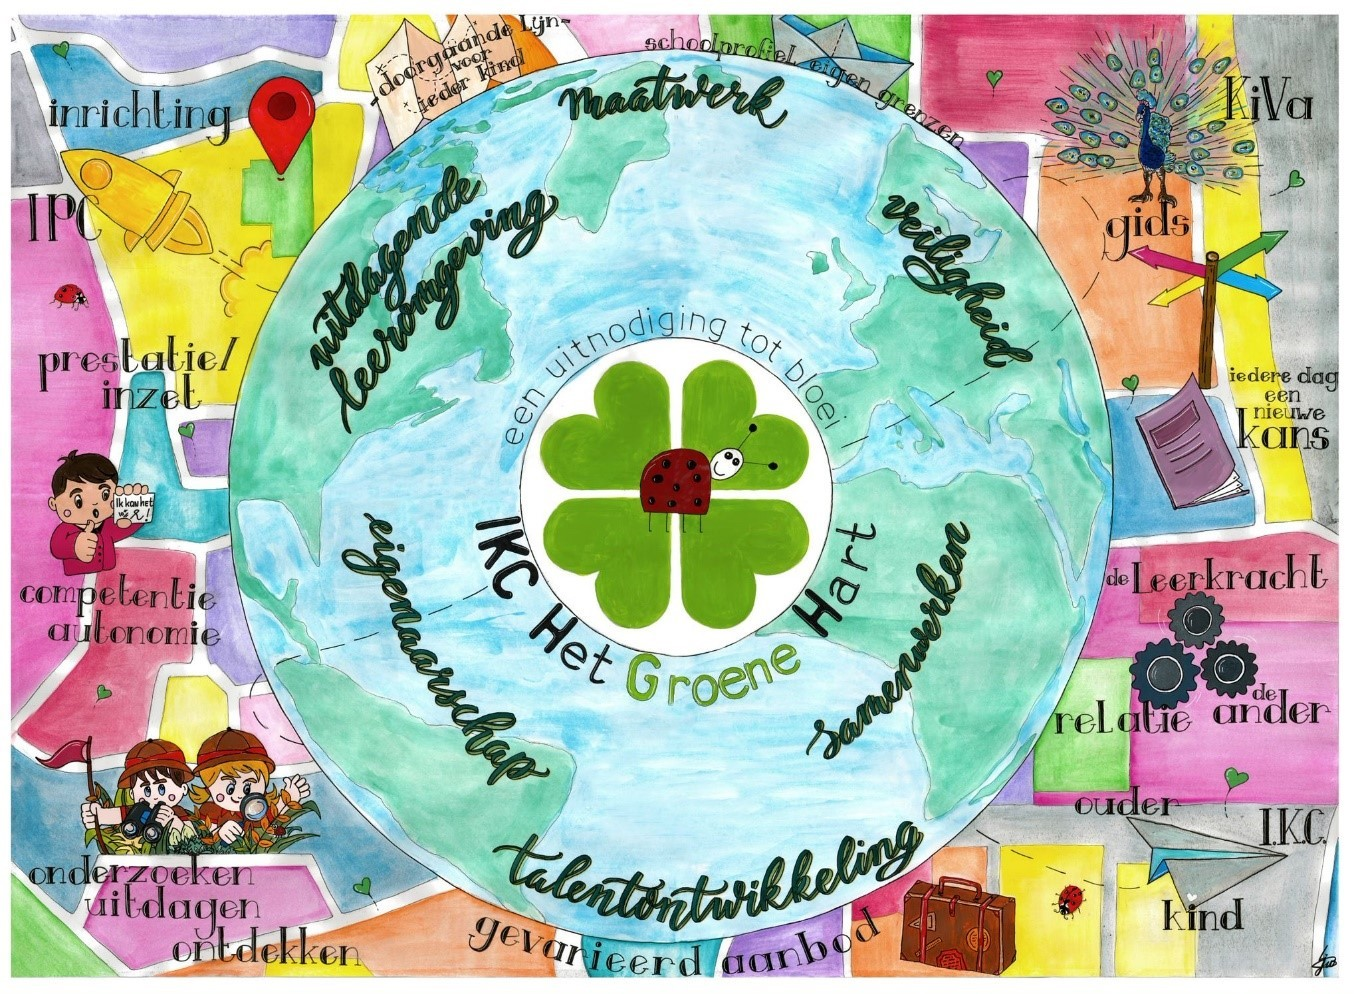 -doorgaande Lijn-
voor
ieder kind
schoolprofiel, eigen grenzen
inrichting
IPC
prestatie/
inzet
Ik kan het
competentie
autonomie
onderzoeken
uitdagen
ontdekken
maatwerk
uitdagende
leeromgeving
veiligheid
een uitnodiging tot bloei
IKC Het Groene Hart
eigenaarschap
samenwerken
talentontwikkeling
gevarieerd aanbod
KiVa
gids
iedere dag
een
nieuwe
kans
de Leerkracht
relatie
de
ander
ouder
I.K.C.
kind